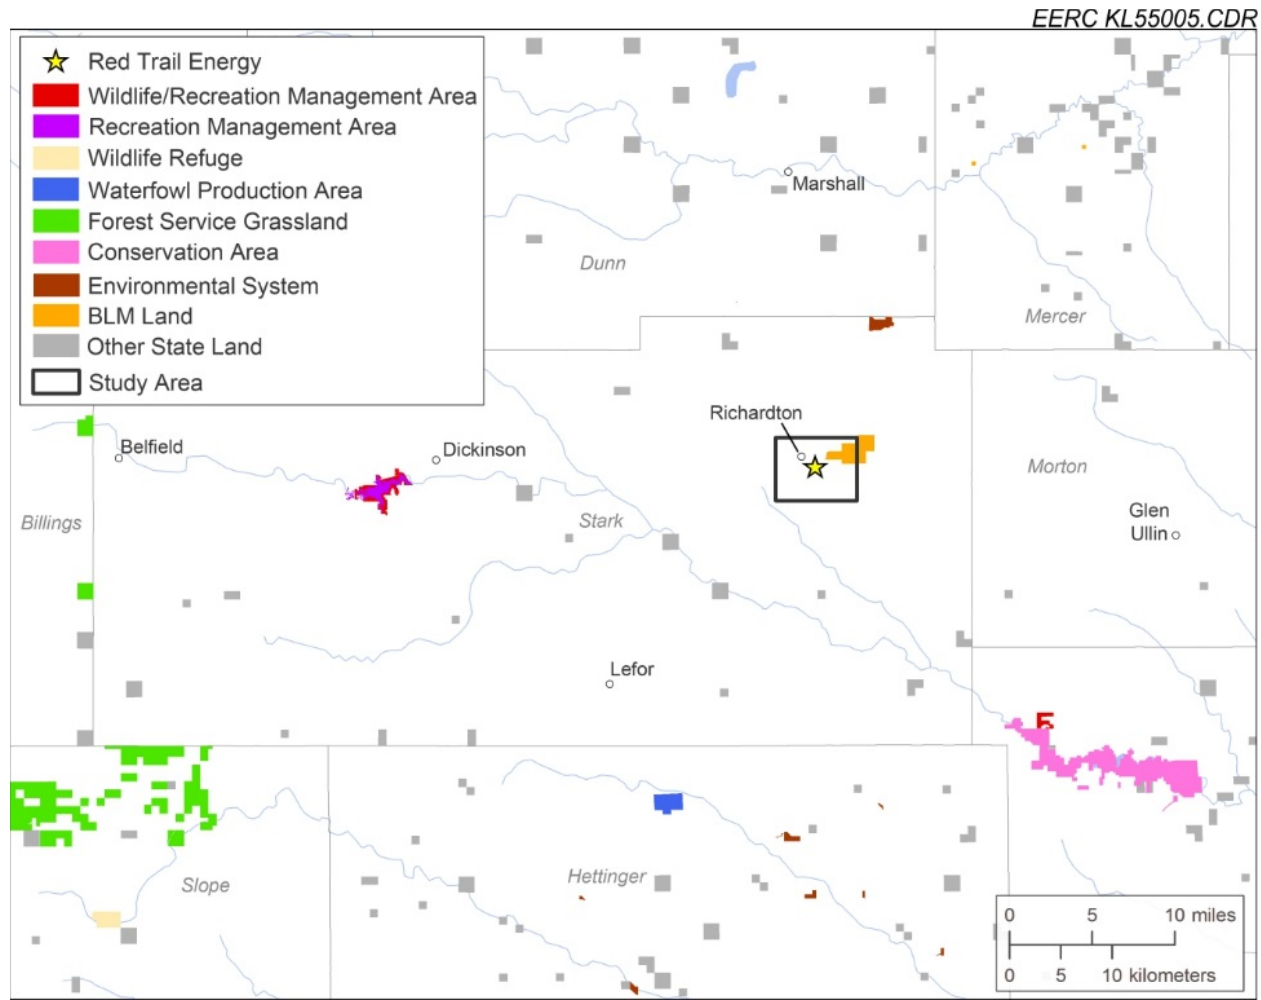 EERC KL55005.CDR
Red Trail Energy
Wildlife/Recreation Management Area
Recreation Management Area
Wildlife Refuge
Waterfowl Production Area
Forest Service Grassland
Conservation Area
Environmental System
BLM Land
Other State Land
Study Area
Marshall
Dunn
Mercer
Richardton
Belfield
Dickinson
Morton
Billings
Stark
Glen
Ullin
Lefor
Slope
Hettinger
0 5 10 miles
0 5 10 kilometers